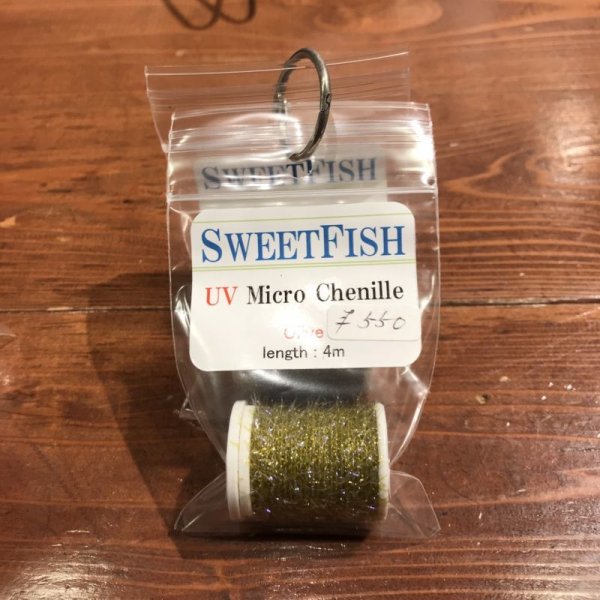 SWEETFISH
SWEETFISH
UV Micro Chenille
Olive
¥550
length : 4m